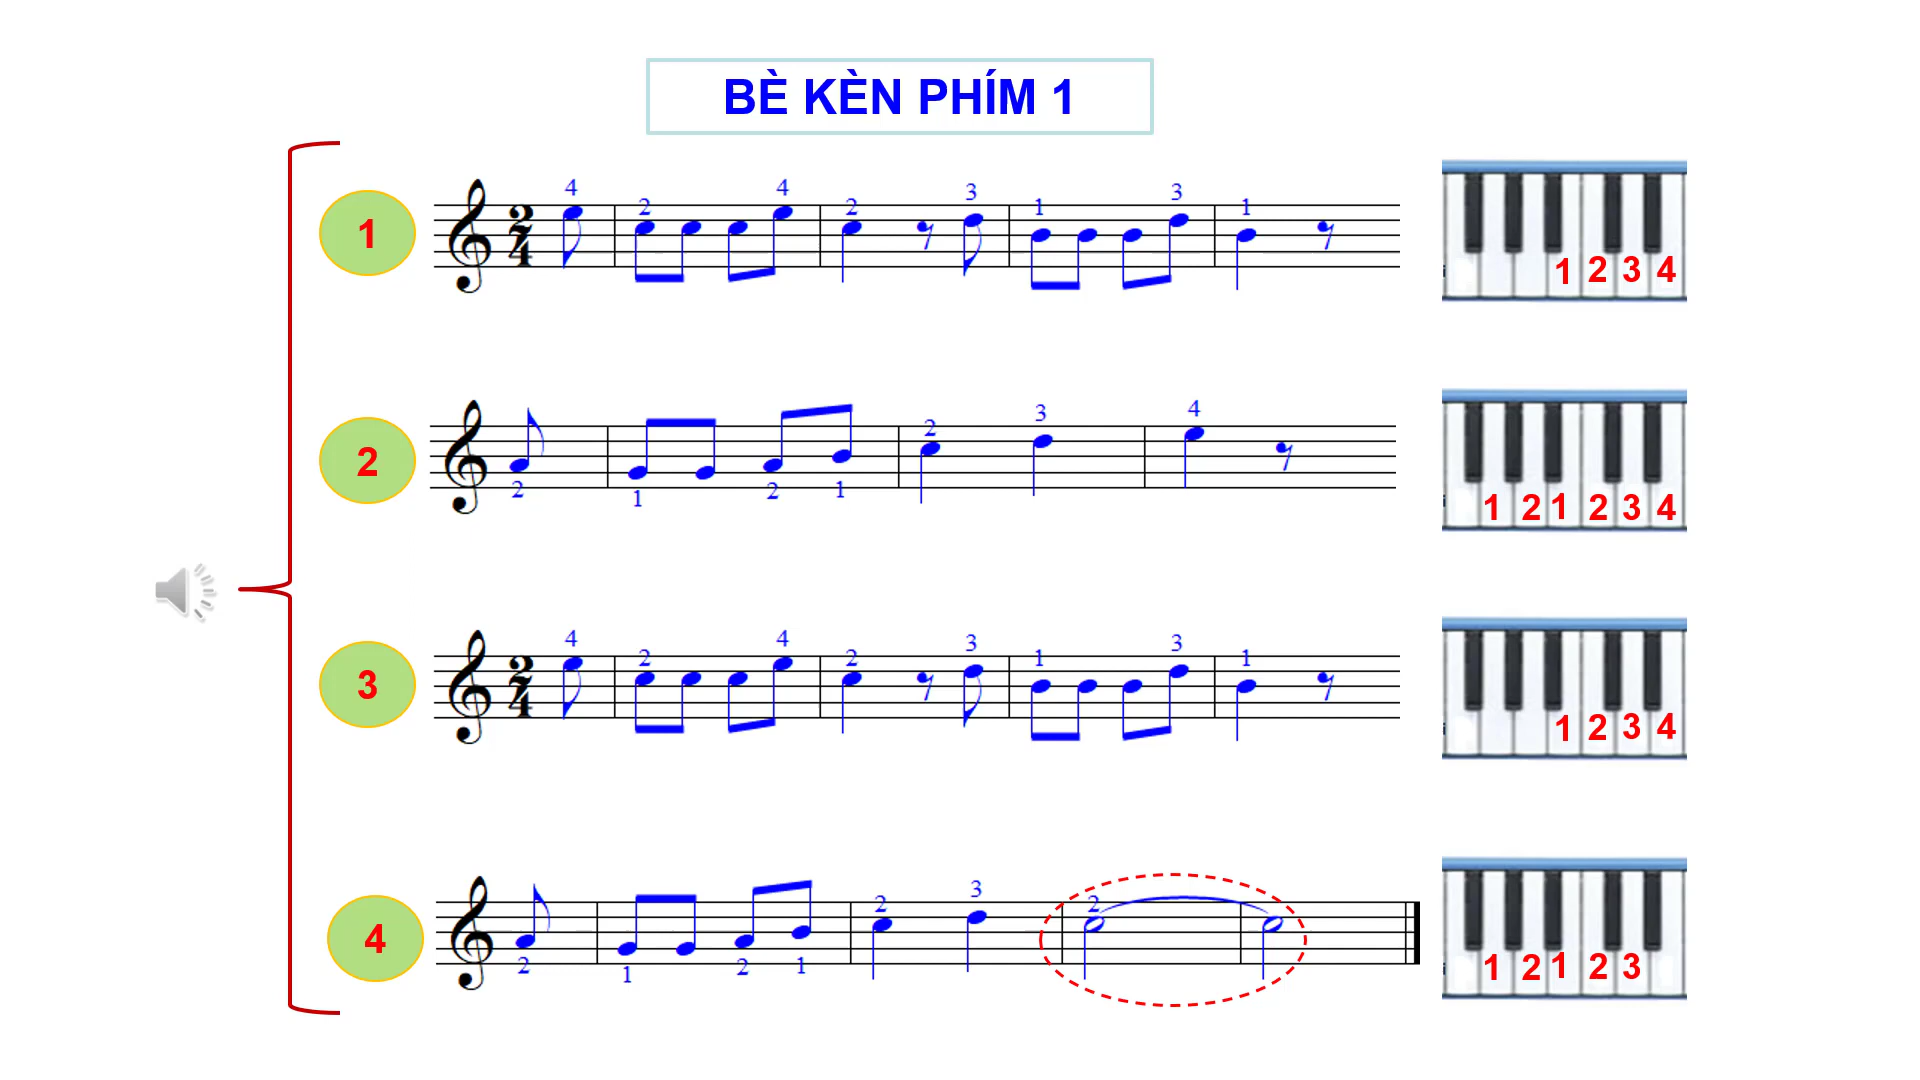 BÈ KÈN PHÍM 1
1
4 2 4 2 3 1 3 1
2
4
1 2 3 4
2
2 1 2 1 2 3 4
1 2 1 2 3 4
3
4 2 4 2 3 1 3 1
2
4
1 2 3 4
4
2 1 2 1 2 3 2
1 2 1 2 3